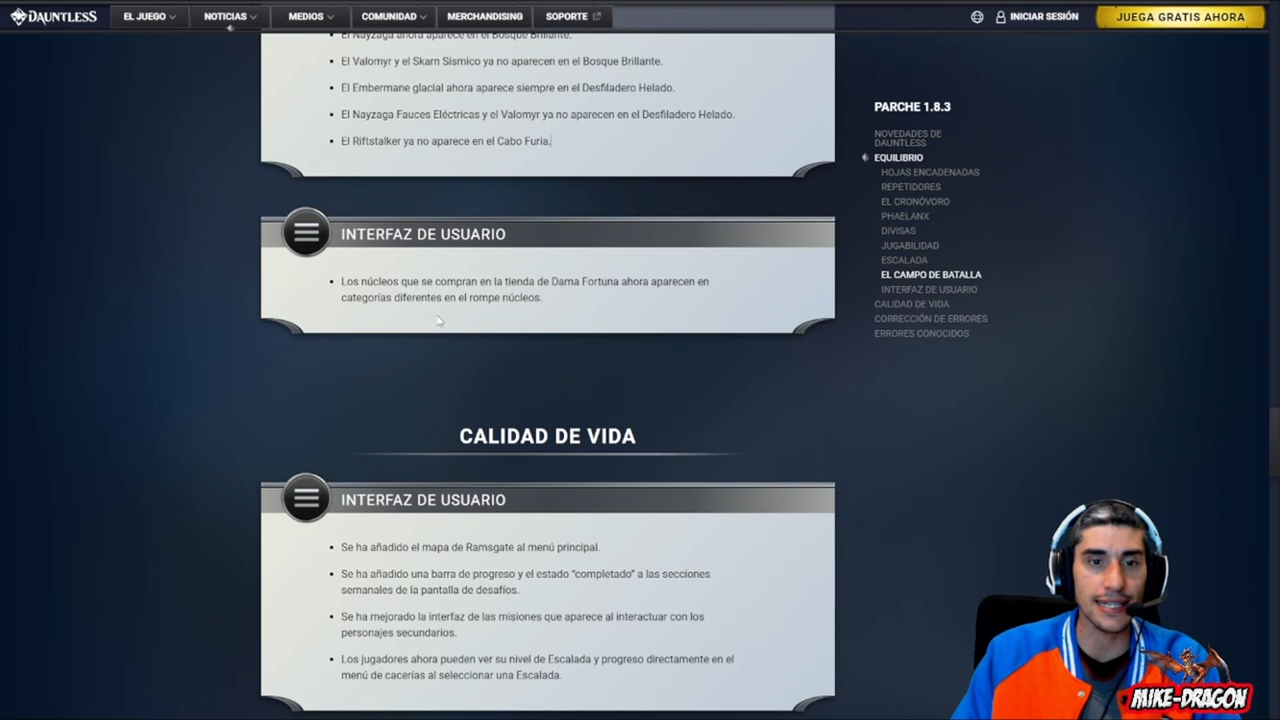 DAUNTLESS
EL JUEGO
NOTICIAS
MEDIOS
COMUNIDAD
MERCHANDISING
SOPORTE
INICIAR SESIÓN
JUEGA GRATIS AHORA
El Nayzaga ahora aparece en el Bosque Brillante.
El Valomyr y el Skarn Sísmico ya no aparecen en el Bosque Brillante.
El Embermane glacial ahora aparece siempre en el Desfiladero Helado.
El Nayzaga Fauces Eléctricas y el Valomyr ya no aparecen en el Desfiladero Helado.
El Riftstalker ya no aparece en el Cabo Furia.
INTERFAZ DE USUARIO
Los núcleos que se compran en la tienda de Dama Fortuna ahora aparecen en
categorías diferentes en el rompe núcleos.
CALIDAD DE VIDA
INTERFAZ DE USUARIO
Se ha añadido el mapa de Ramsgate al menú principal.
Se ha añadido una barra de progreso y el estado "completado" a las secciones
semanales de la pantalla de desafíos.
Se ha mejorado la interfaz de las misiones que aparece al interactuar con los
personajes secundarios.
Los jugadores ahora pueden ver su nivel de Escalada y progreso directamente en el
menú de cacerías al seleccionar una Escalada.
PARCHE 1.8.3
NOVEDADES DE
DAUNTLESS
EQUILIBRIO
HOJAS ENCADENADAS
REPETIDORES
EL CRONÓVORO
PHAELANX
DIVISAS
JUGABILIDAD
ESCALADA
EL CAMPO DE BATALLA
INTERFAZ DE USUARIO
CALIDAD DE VIDA
CORRECCIÓN DE ERRORES
ERRORES CONOCIDOS
MIKE-DRAGON